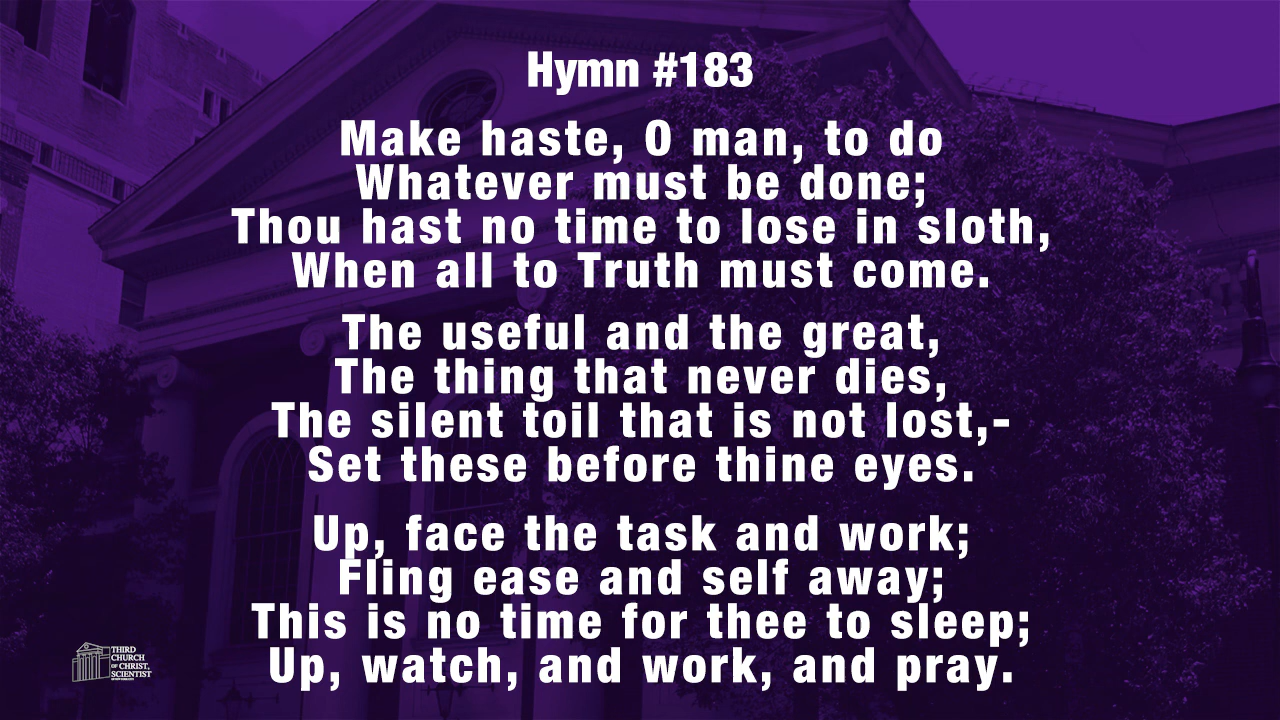 Hymn #183
Make haste, O man, to do
Whatever must be done;
Thou hast no time to lose in sloth,
When all to Truth must come.
The useful and the great,
The thing that never dies,
The silent toil that is not lost,-
Set these before thine eyes.
Up, face the task and work;
Fling ease and self away;
This is no time for thee to sleep;
Up, watch, and work, and pray.
THIRD
CHURCH
OF CHRIST,
SCIENTIST